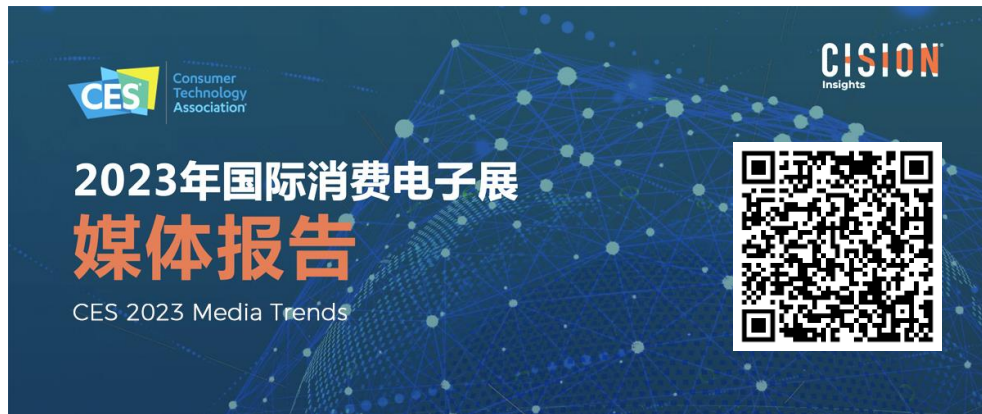 CES
Consumer
Technology
Association
CISION
Insights
2023年国际消费电子展
媒体报告
CES 2023 Media Trends